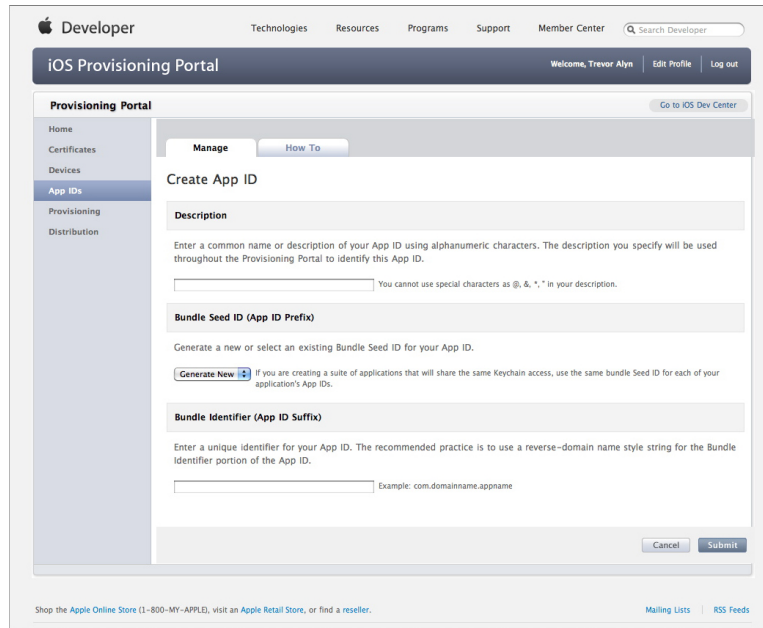 Developer
Technologies Resources Programs Support Member Center Search Developer
iOS Provisioning Portal
Welcome, Trevor Alyn Edit Profile Log out
Provisioning Portal
Go to iOS Dev Center
Home
Certificates
Devices
App IDs
Provisioning
Distribution
Manage How To
Create App ID
Description
Enter a common name or description of your App ID using alphanumeric characters. The description you specify will be used
throughout the Provisioning Portal to identify this App ID.
You cannot use special characters as @, &, *, " in your description.
Bundle Seed ID (App ID Prefix)
Generate a new or select an existing Bundle Seed ID for your App ID.
Generate New
If you are creating a suite of applications that will share the same Keychain access, use the same bundle Seed ID for each of your
application's App IDs.
Bundle Identifier (App ID Suffix)
Enter a unique identifier for your App ID. The recommended practice is to use a reverse-domain name style string for the Bundle
Identifier portion of the App ID.
Example: com.domainname.appname
Cancel Submit
Shop the Apple Online Store (1-800-MY-APPLE), visit an Apple Retail Store, or find a reseller.
Mailing Lists RSS Feeds